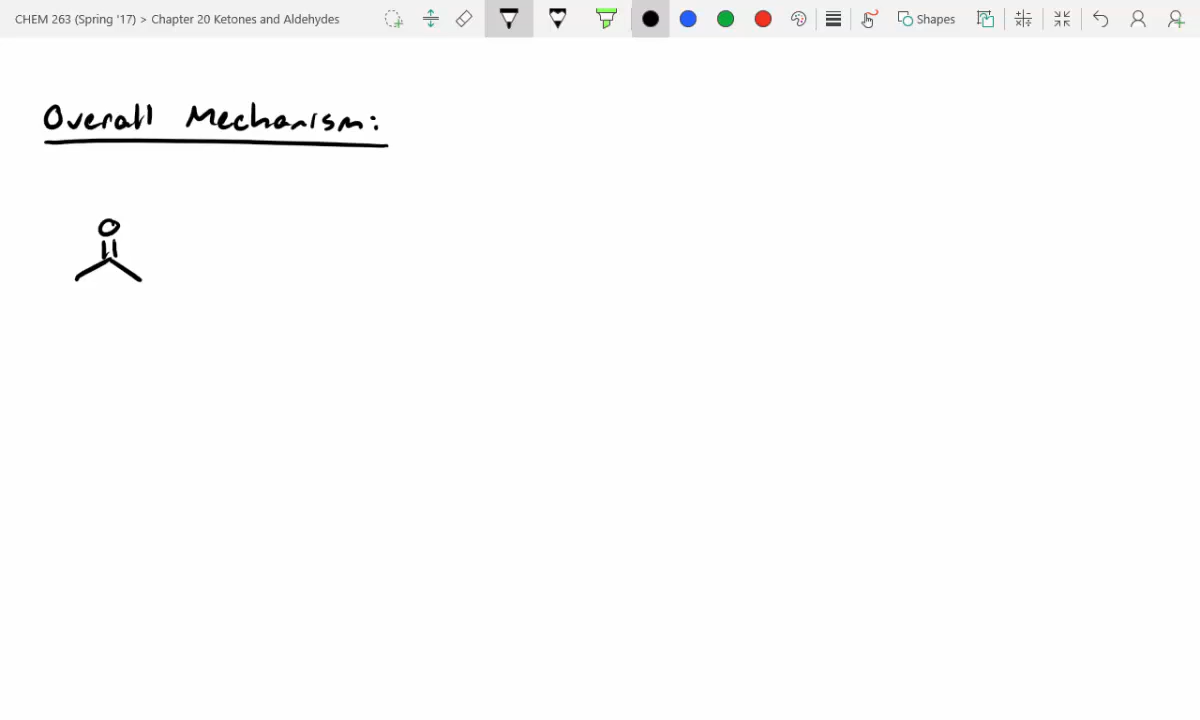 CHEM 263 (Spring '17) > Chapter 20 Ketones and Aldehydes
Shapes
Overall Mechanism:
O